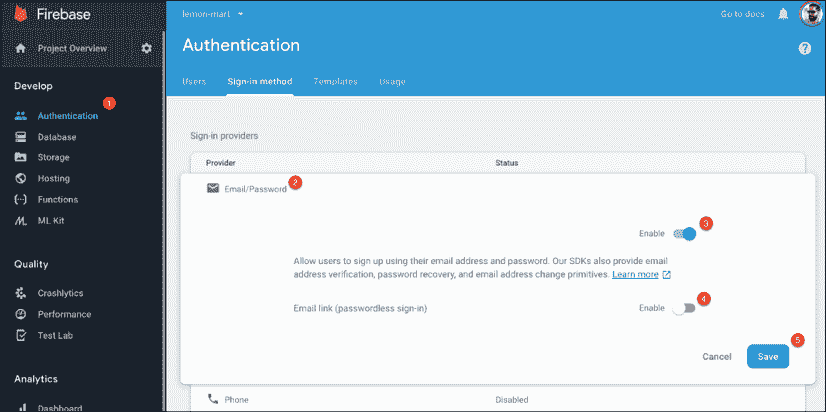 Firebase
Project Overview
Develop
1
Authentication
Database
Storage
Hosting
Functions
ML Kit
Quality
Crashlytics
Performance
Test Lab
Analytics
Dashboard
lemon-mart
Go to docs
Authentication
?
Users Sign-in method Templates Usage
Sign-in providers
Provider Status
Email/Password 2
Enable 3
Allow users to sign up using their email address and password. Our SDKs also provide email
address verification, password recovery, and email address change primitives. Learn more
Email link (passwordless sign-in) Enable 4
Cancel Save 5
Phone Disabled